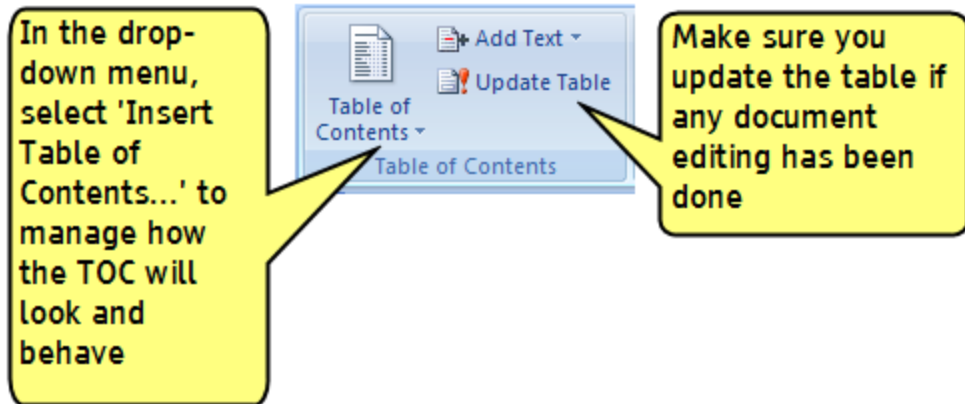 In the drop-
down menu,
select 'Insert
Table of
Contents...' to
manage how
the TOC will
look and
behave
Add Text
Update Table
Table of
Contents
Table of Contents
Make sure you
update the table if
any document
editing has been
done